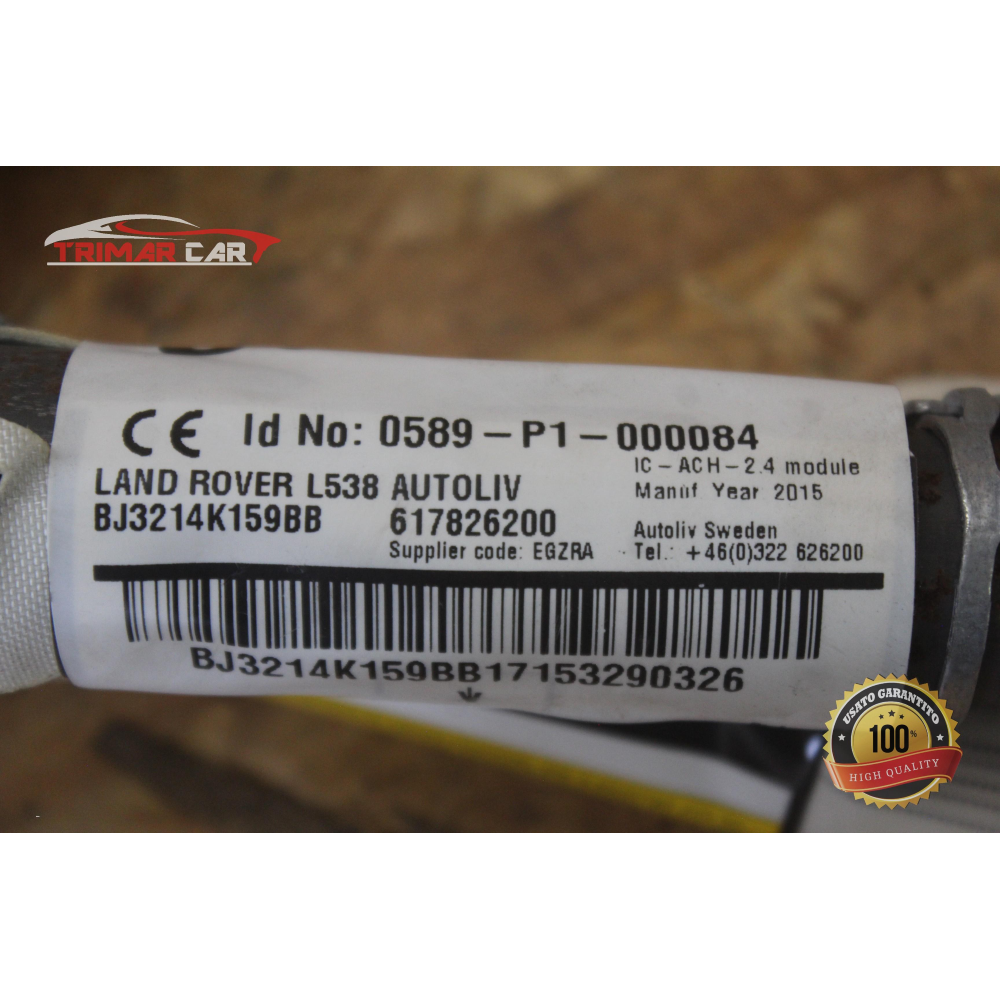 TRIMAR CAR
CE Id No: 0589-P1-000084
IC-ACH-2.4 module
LAND ROVER L538 AUTOLIV
Manuf Year 2015
BJ3214K159BB
617826200
Autoliv Sweden
Supplier code: EGZRA
Tel.: +46(0)322 626200
BJ3214K159BB17153290326
USATO GARANTITO
100%
HIGH QUALITY